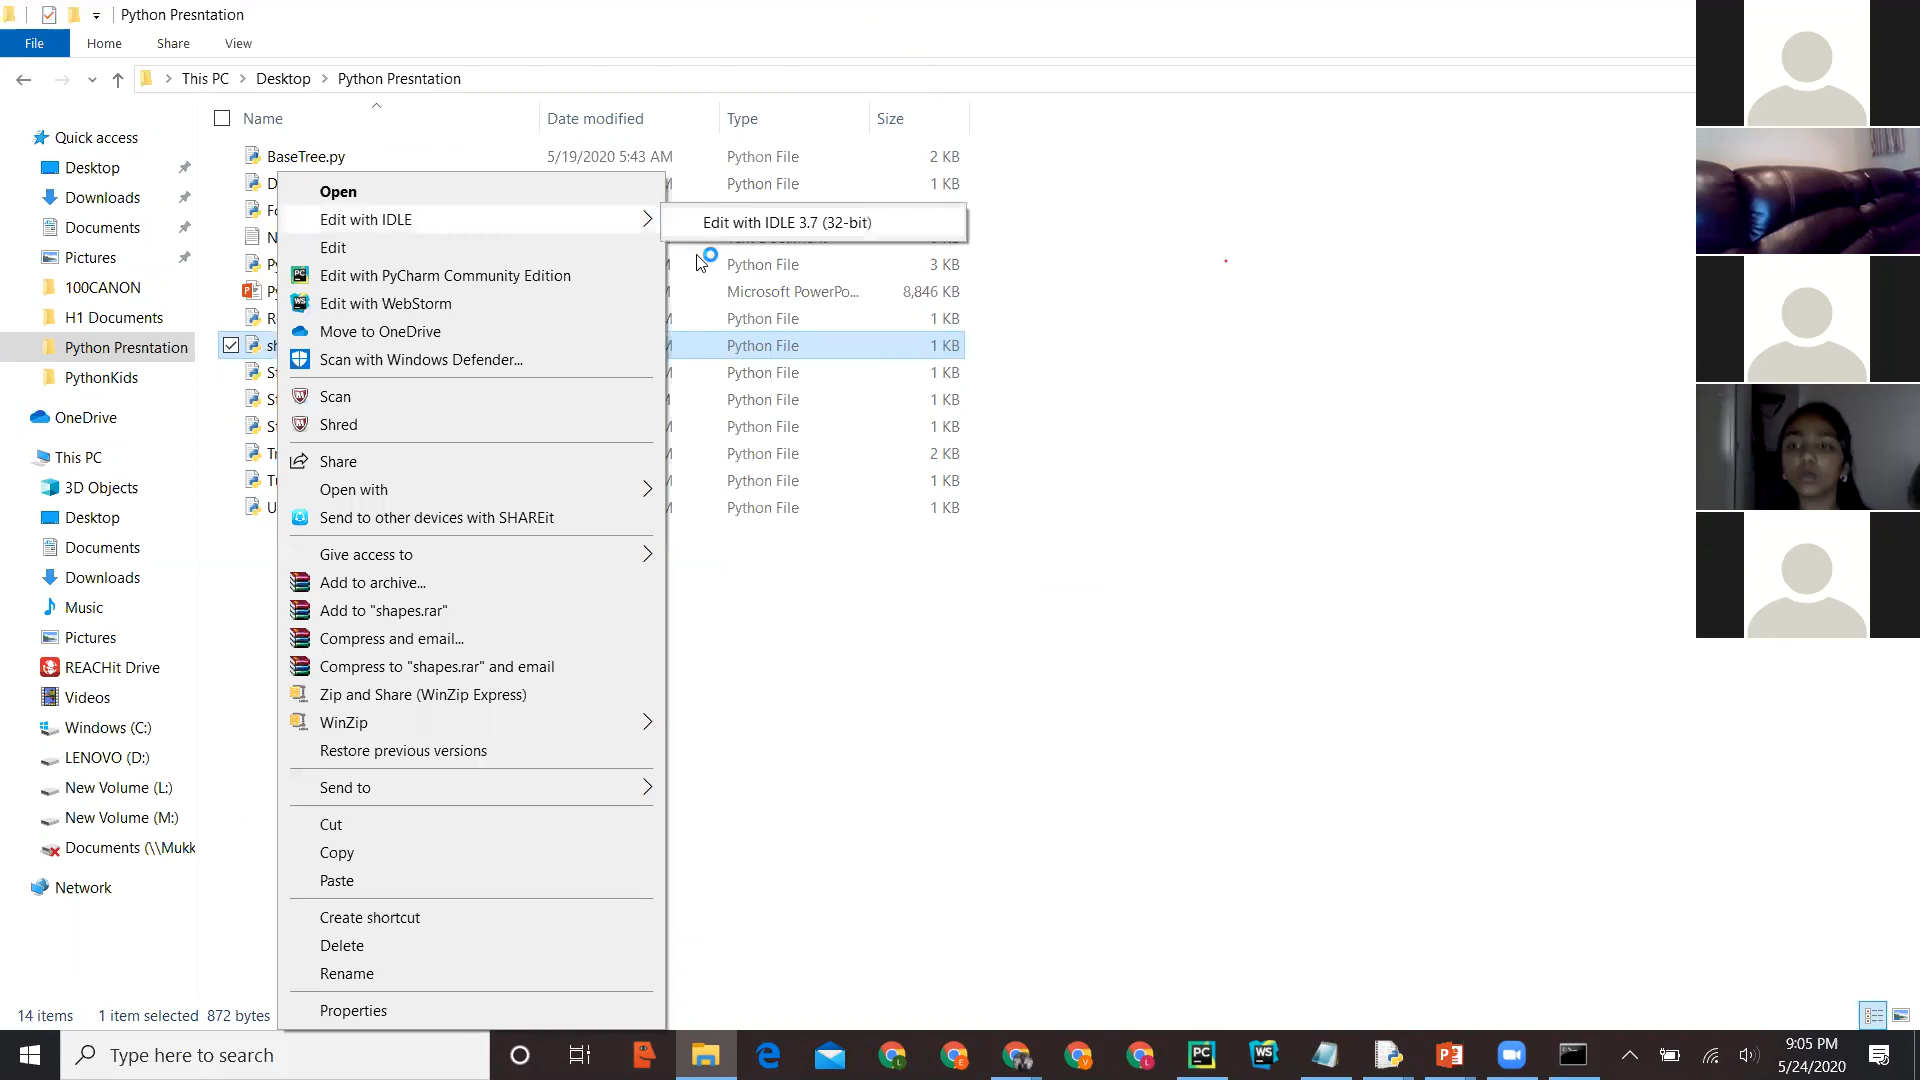 Python Presntation
File Home Share View
This PC > Desktop > Python Presntation
Name Date modified Type Size
Quick access
Desktop
Downloads
Documents
Pictures
100CANON
H1 Documents
Python Presntation
PythonKids
OneDrive
This PC
3D Objects
Desktop
Documents
Downloads
Music
Pictures
REACHit Drive
Videos
Windows (C:)
LENOVO (D:)
New Volume (L:)
New Volume (M:)
Documents (\\Mukk
Network
BaseTree.py 5/19/2020 5:43 AM Python File 2 KB
Python File 1 KB
Python File 3 KB
Microsoft PowerPo... 8,846 KB
Python File 1 KB
Python File 1 KB
Python File 1 KB
Python File 1 KB
Python File 1 KB
Python File 2 KB
Python File 1 KB
Python File 1 KB
Open
Edit with IDLE
Edit with IDLE 3.7 (32-bit)
Edit
Edit with PyCharm Community Edition
Edit with WebStorm
Move to OneDrive
Scan with Windows Defender...
Scan
Shred
Share
Open with
Send to other devices with SHAREit
Give access to
Add to archive...
Add to "shapes.rar"
Compress and email...
Compress to "shapes.rar" and email
Zip and Share (WinZip Express)
WinZip
Restore previous versions
Send to
Cut
Copy
Paste
Create shortcut
Delete
Rename
Properties
14 items 1 item selected 872 bytes
Type here to search
9:05 PM
5/24/2020